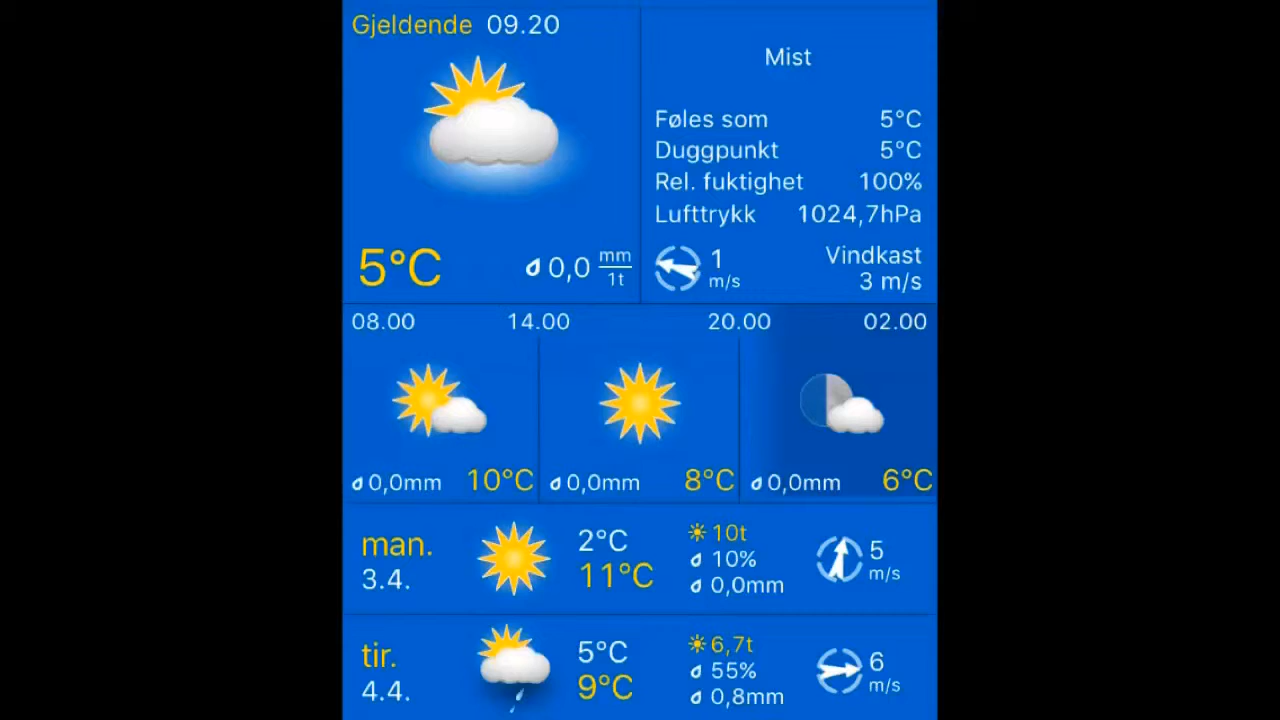 Gjeldende 09.20
5°C
0,0 mm
1t
Mist
Føles som 5°C
Duggpunkt 5°C
Rel. fuktighet 100%
Lufttrykk 1024,7hPa
1
m/s
Vindkast
3 m/s
08.00 14.00 20.00 02.00
0,0mm 10°C 0,0mm 8°C 0,0mm 6°C
man.
3.4.
2°C
11°C
10t
10%
0,0mm
5
m/s
tir.
4.4.
5°C
9°C
6,7t
55%
0,8mm
6
m/s